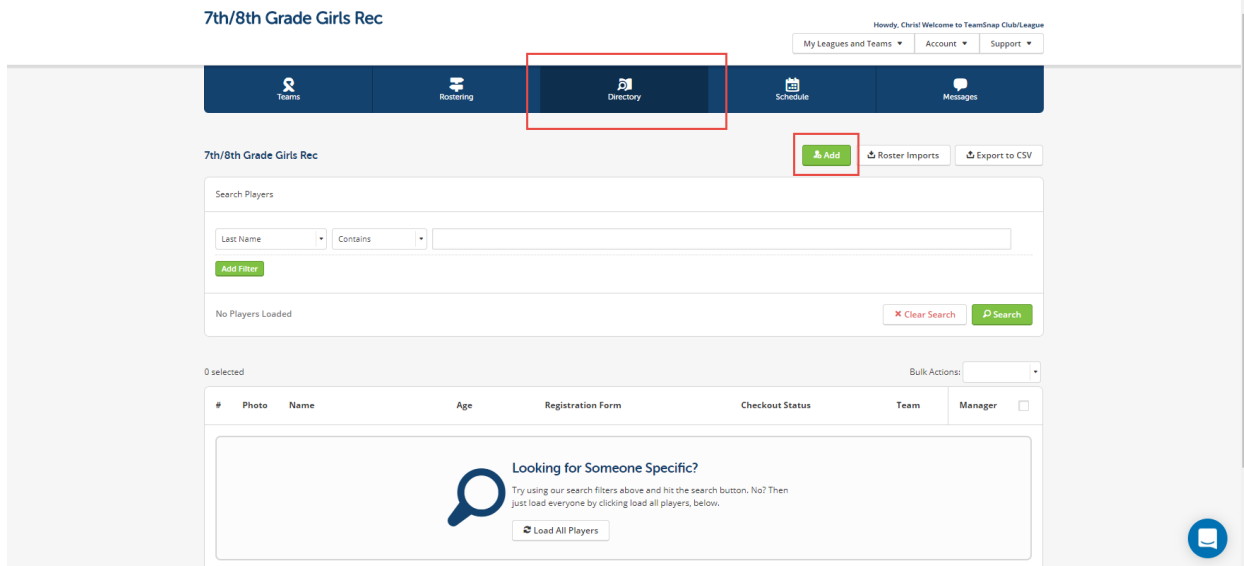 7th/8th Grade Girls Rec
Howdy, Chris! Welcome to TeamSnap Club/League
My Leagues and Teams
Account
Support
Teams
Rostering
Directory
Schedule
Messages
7th/8th Grade Girls Rec
Add
Roster Imports
Export to CSV
Search Players
Last Name
Contains
Add Filter
No Players Loaded
Clear Search
Search
0 selected
Bulk Actions:
# Photo Name Age Registration Form Checkout Status Team Manager
Looking for Someone Specific?
Try using our search filters above and hit the search button. No? Then
just load everyone by clicking load all players, below.
Load All Players